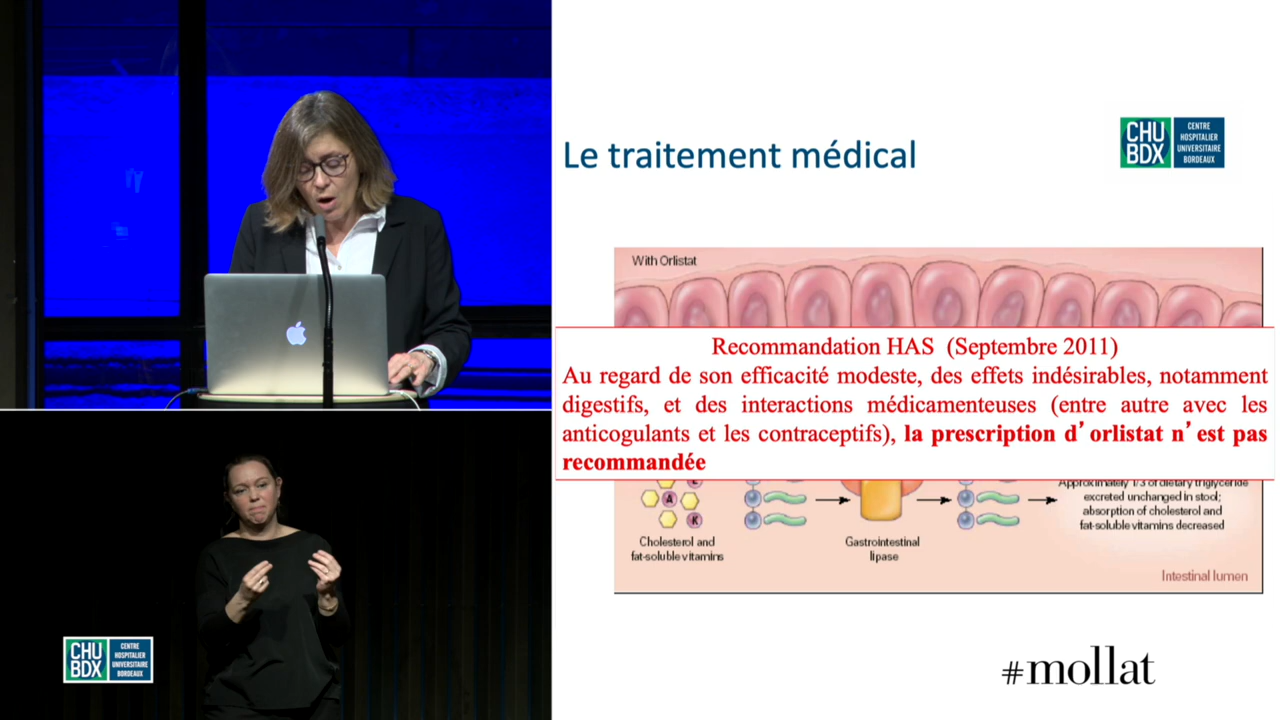 Le traitement médical
CHU
BDX
CENTRE
HOSPITALIER
UNIVERSITAIRE
BORDEAUX
With Orlistat
Recommandation HAS (Septembre 2011)
Au regard de son efficacité modeste, des effets indésirables, notamment
digestifs, et des interactions médicamenteuses (entre autre avec les
anticogulants et les contraceptifs), la prescription d’orlistat n’est pas
recommandée
A
K
Cholesterol and
fat-soluble vitamins
Gastrointestinal
lipase
Approximately 1/3 of dietary triglyceride
excreted unchanged in stool;
absorption of cholesterol and
fat-soluble vitamins decreased
Intestinal lumen
CHU
BDX
CENTRE
HOSPITALIER
UNIVERSITAIRE
BORDEAUX
#mollat